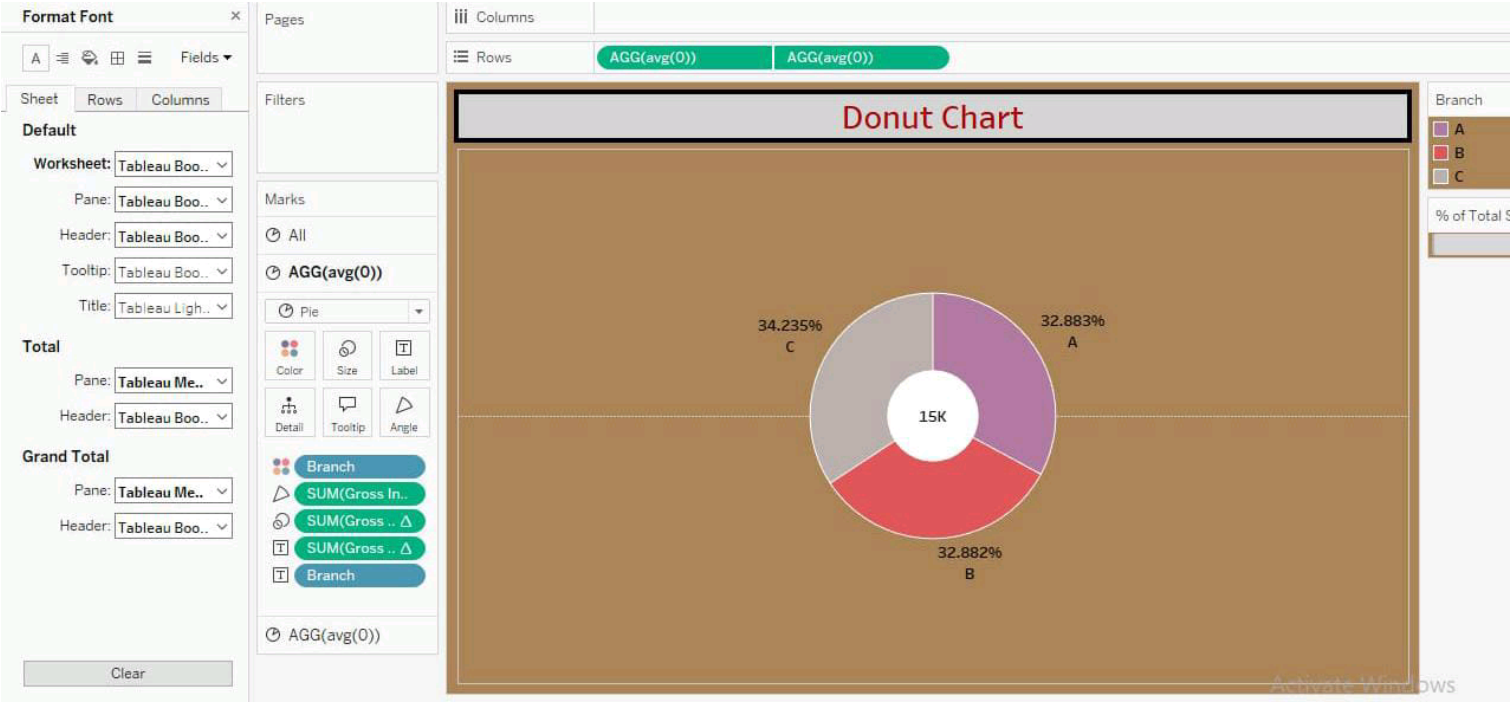 Format Font ×
A Fields
Sheet Rows Columns
Default
Worksheet: Tableau Boo..
Pane: Tableau Boo..
Header: Tableau Boo..
Tooltip: Tableau Boo..
Title: Tableau Ligh..
Total
Pane: Tableau Me..
Header: Tableau Boo..
Grand Total
Pane: Tableau Me..
Header: Tableau Boo..
Clear
Pages
Filters
Marks
All
AGG(avg(0))
Pie
Color Size Label
Detail Tooltip Angle
Branch
SUM(Gross In..
SUM(Gross .. Δ
T SUM(Gross .. Δ
T Branch
AGG(avg(0))
Columns
Rows AGG(avg(0)) AGG(avg(0))
Donut Chart
34.235%
C
32.883%
A
15K
32.882%
B
Branch
A
B
C
% of Total S
Activate Windows